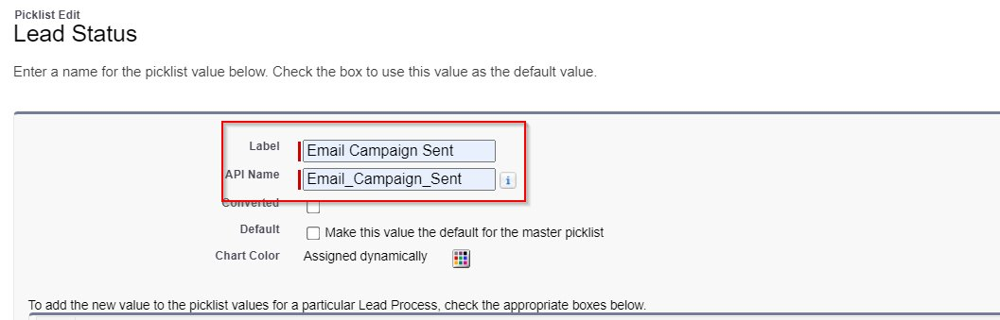 Picklist Edit
Lead Status
Enter a name for the picklist value below. Check the box to use this value as the default value.
Label Email Campaign Sent
API Name Email_Campaign_Sent i
Converted
Default Make this value the default for the master picklist
Chart Color Assigned dynamically
To add the new value to the picklist values for a particular Lead Process, check the appropriate boxes below.